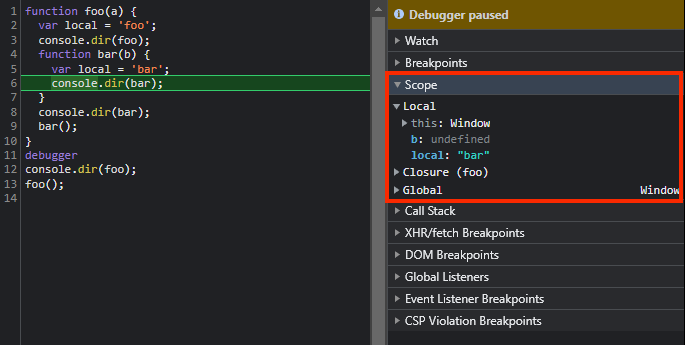 1 function foo(a) {
2 var local = 'foo';
3 console.dir(foo);
4 function bar(b) {
5 var local = 'bar';
6 console.dir(bar);
7 }
8 console.dir(bar);
9 bar();
10 }
11 debugger
12 console.dir(foo);
13 foo();
14
Debugger paused
Watch
Breakpoints
Scope
Local
this: Window
b: undefined
local: "bar"
Closure (foo)
Global Window
Call Stack
XHR/fetch Breakpoints
DOM Breakpoints
Global Listeners
Event Listener Breakpoints
CSP Violation Breakpoints